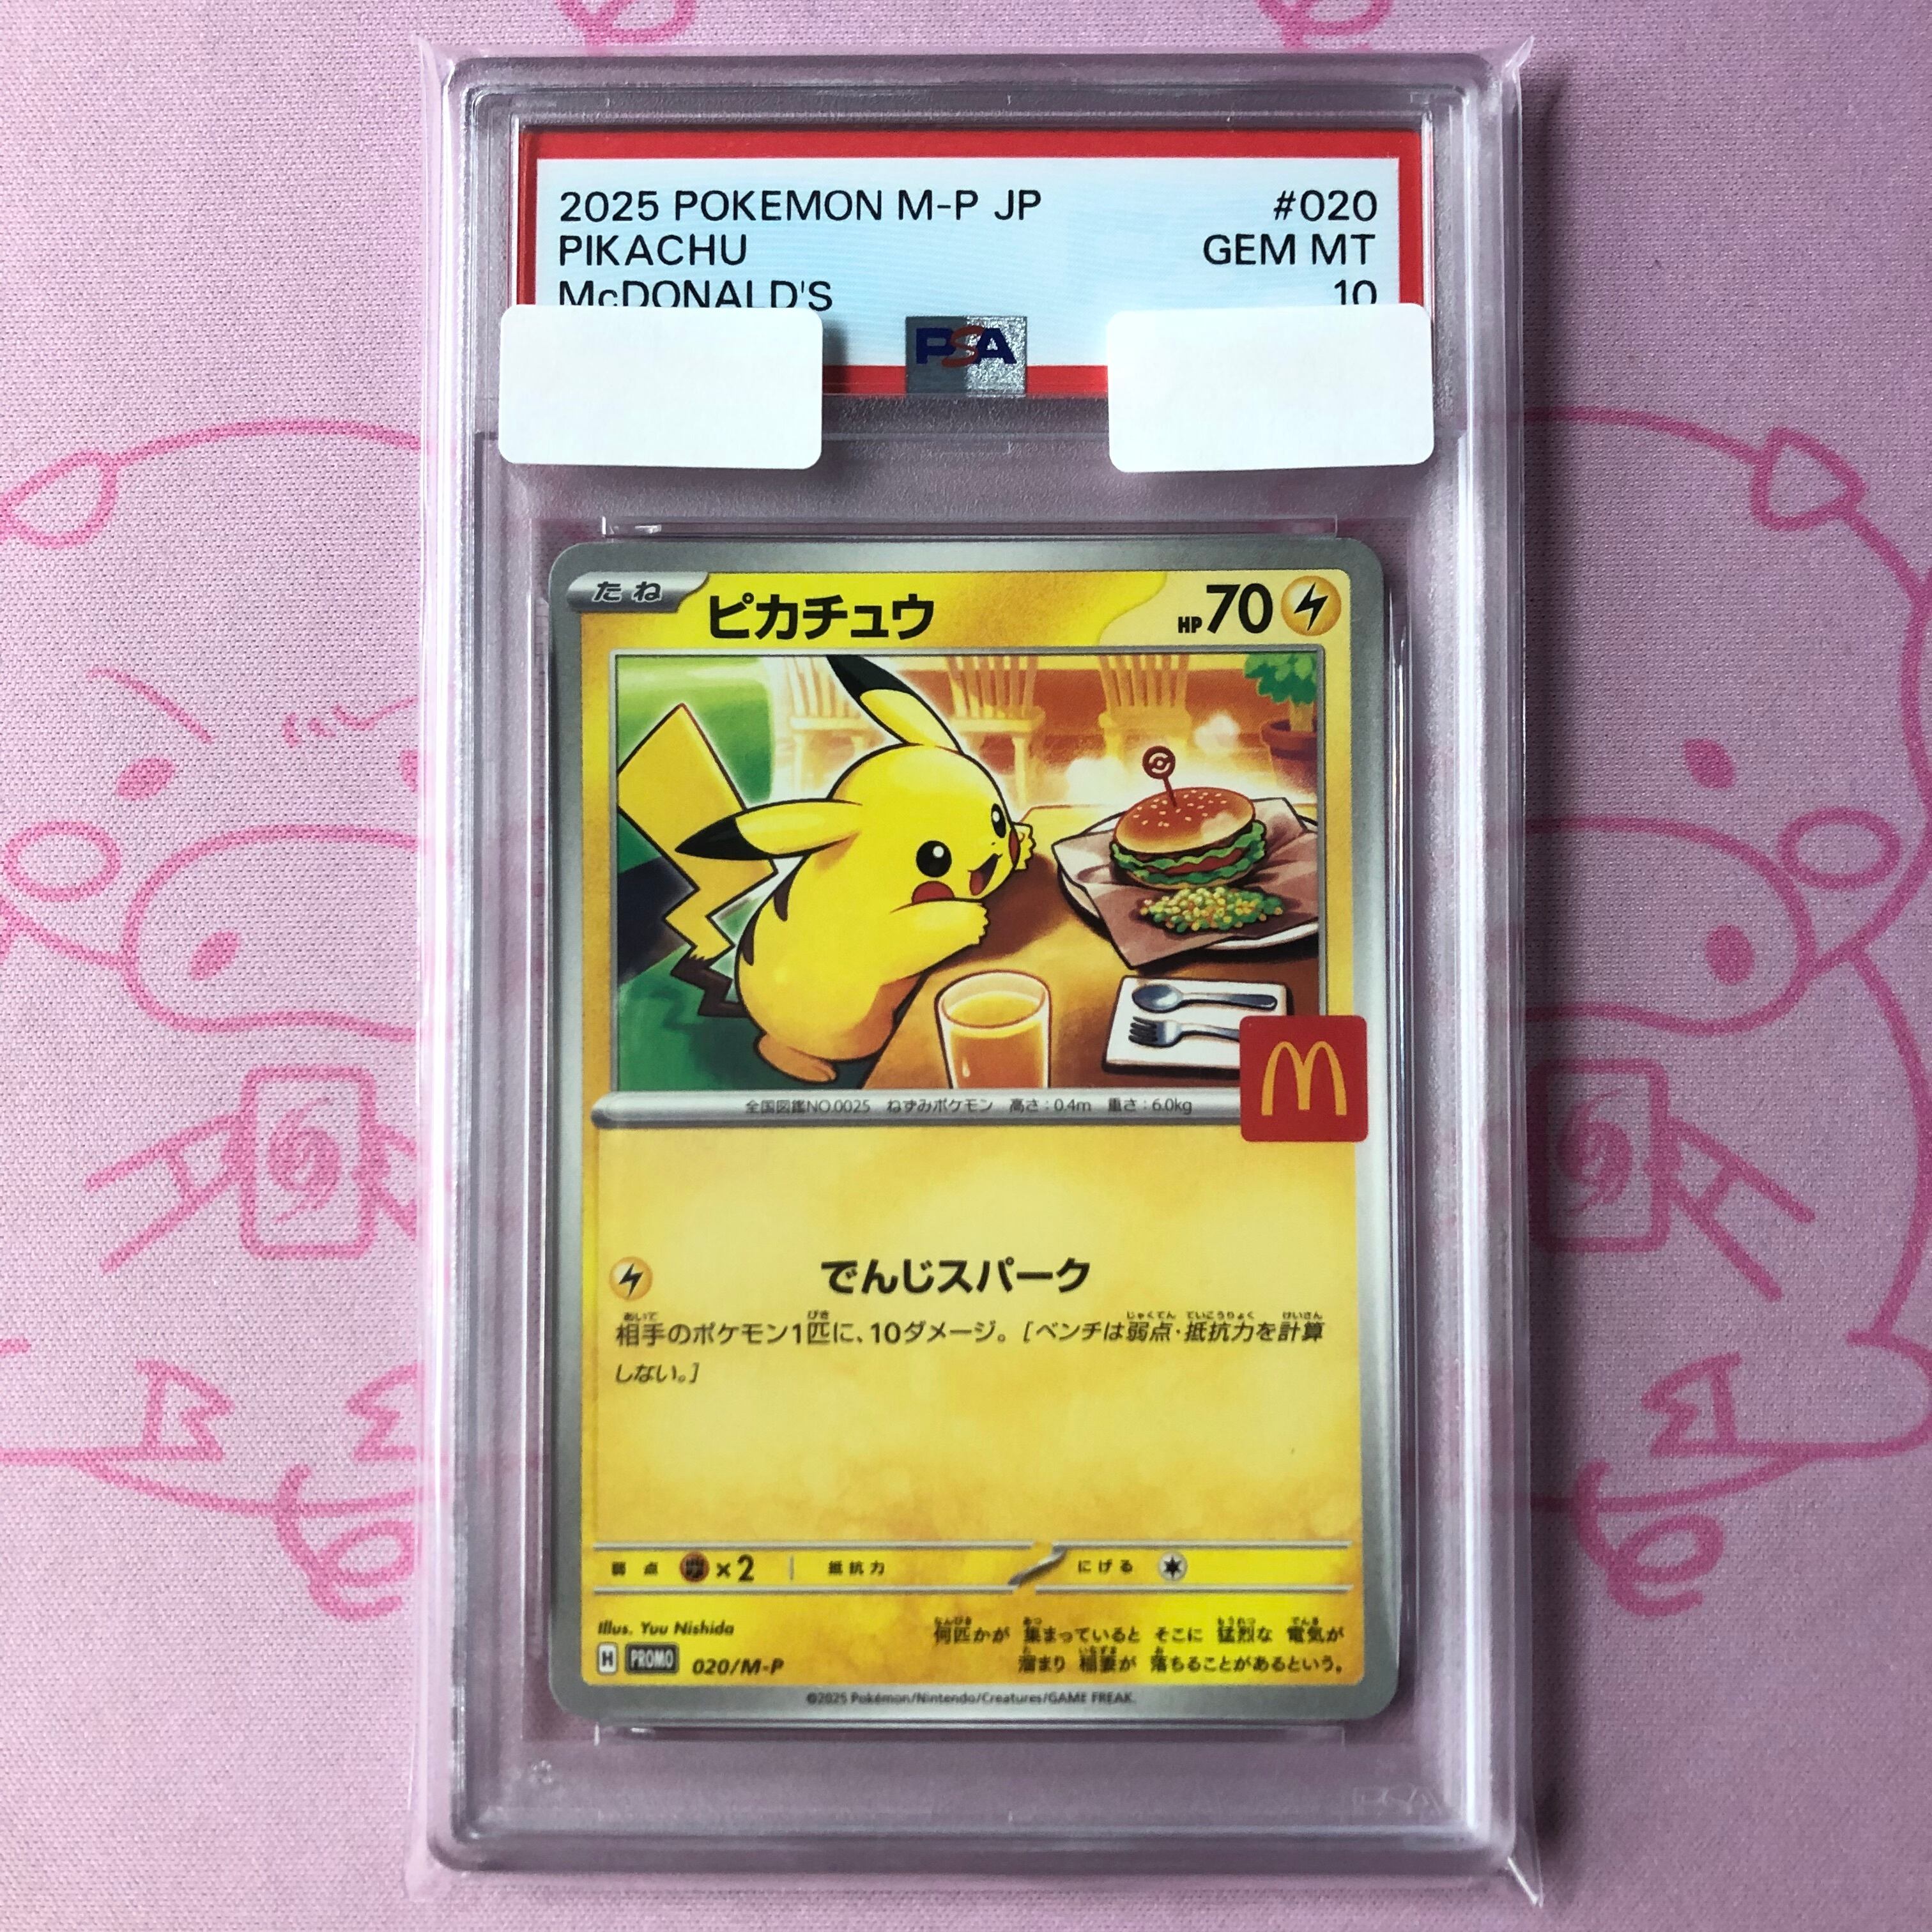 2025 POKEMON M-P JP #020
PIKACHU GEM MT
McDONALD'S 10
PSA
たね ピカチュウ HP70
全国図鑑NO.0025 ねずみポケモン 高さ：0.4m 重さ：6.0kg
でんじスパーク
相手のポケモン1匹に、10ダメージ。［ベンチは弱点・抵抗力を計算
しない。］
弱点 ×2 抵抗力 にげる
Illus. Yuu Nishida
何匹かが 集まっていると そこに 猛烈な 電気が
溜まり 稲妻が 落ちることがあるという。
H PROMO 020/M-P
©2025 Pokémon/Nintendo/Creatures/GAME FREAK.